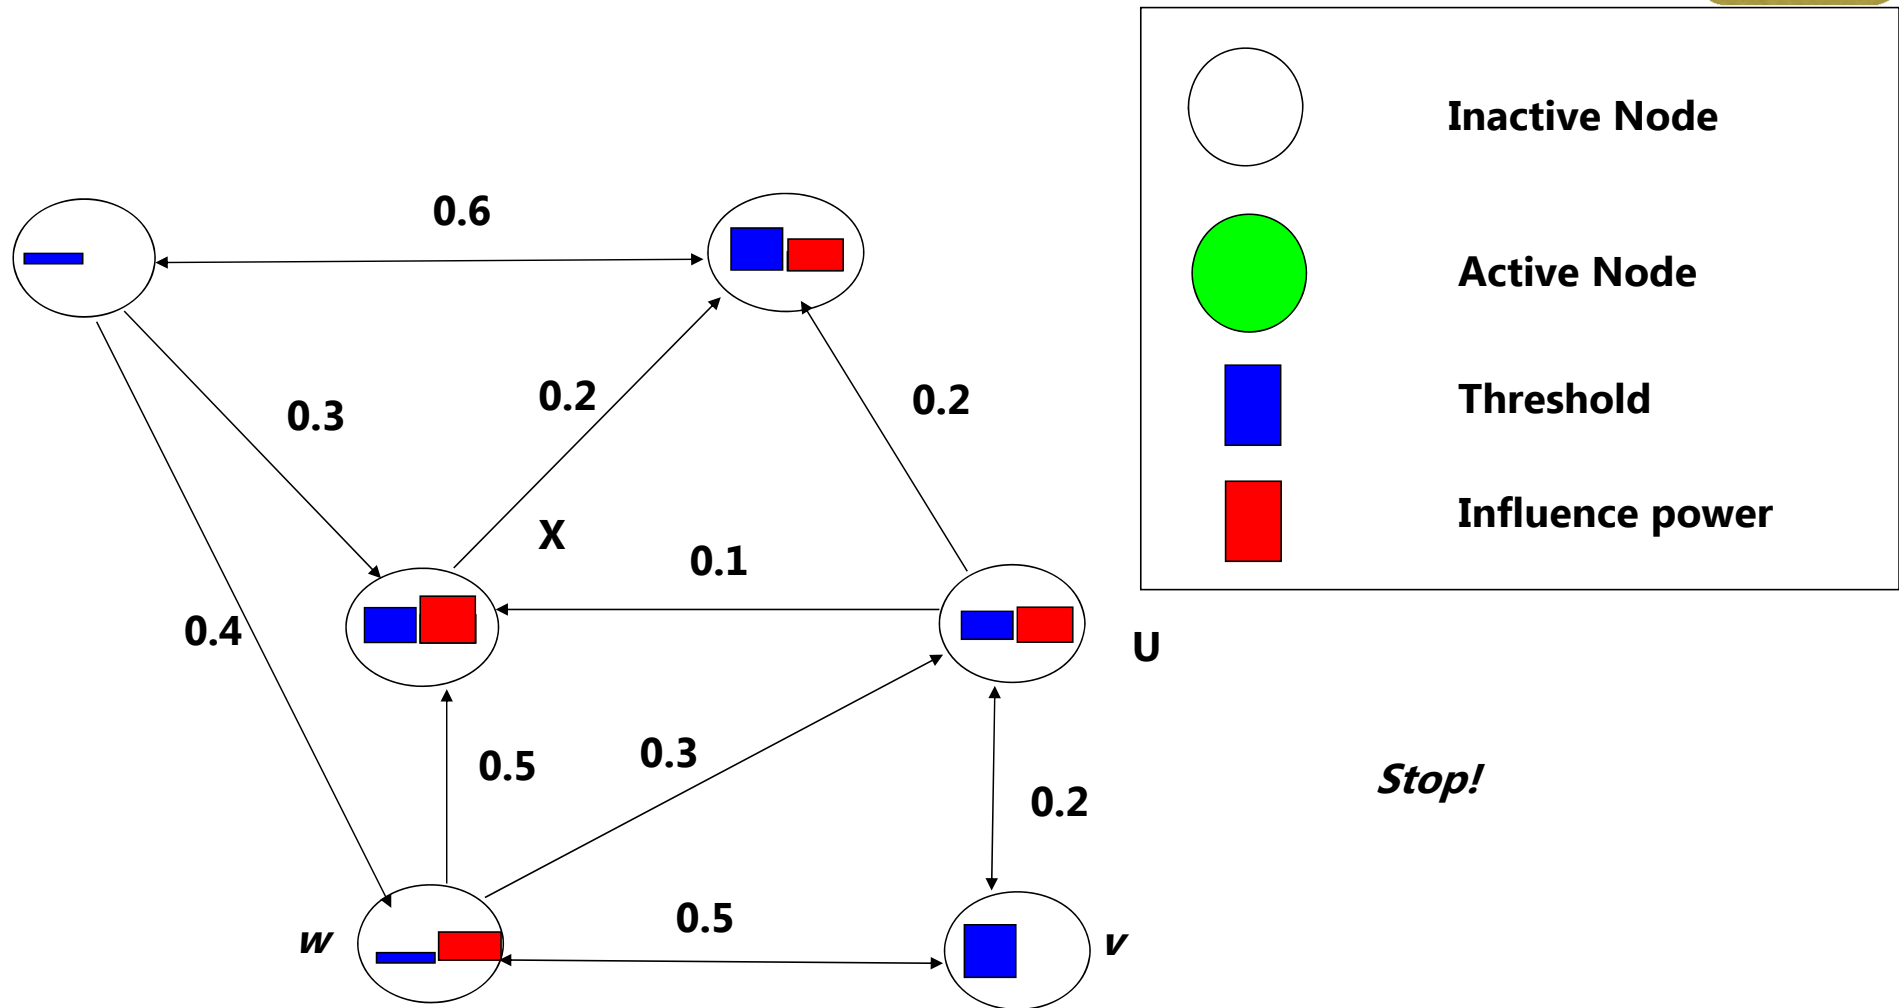 Inactive Node
Active Node
Threshold
Influence power
0.6
0.3
0.2
0.2
X
0.1
0.4
U
0.5
0.3
0.2
Stop!
w
0.5
v